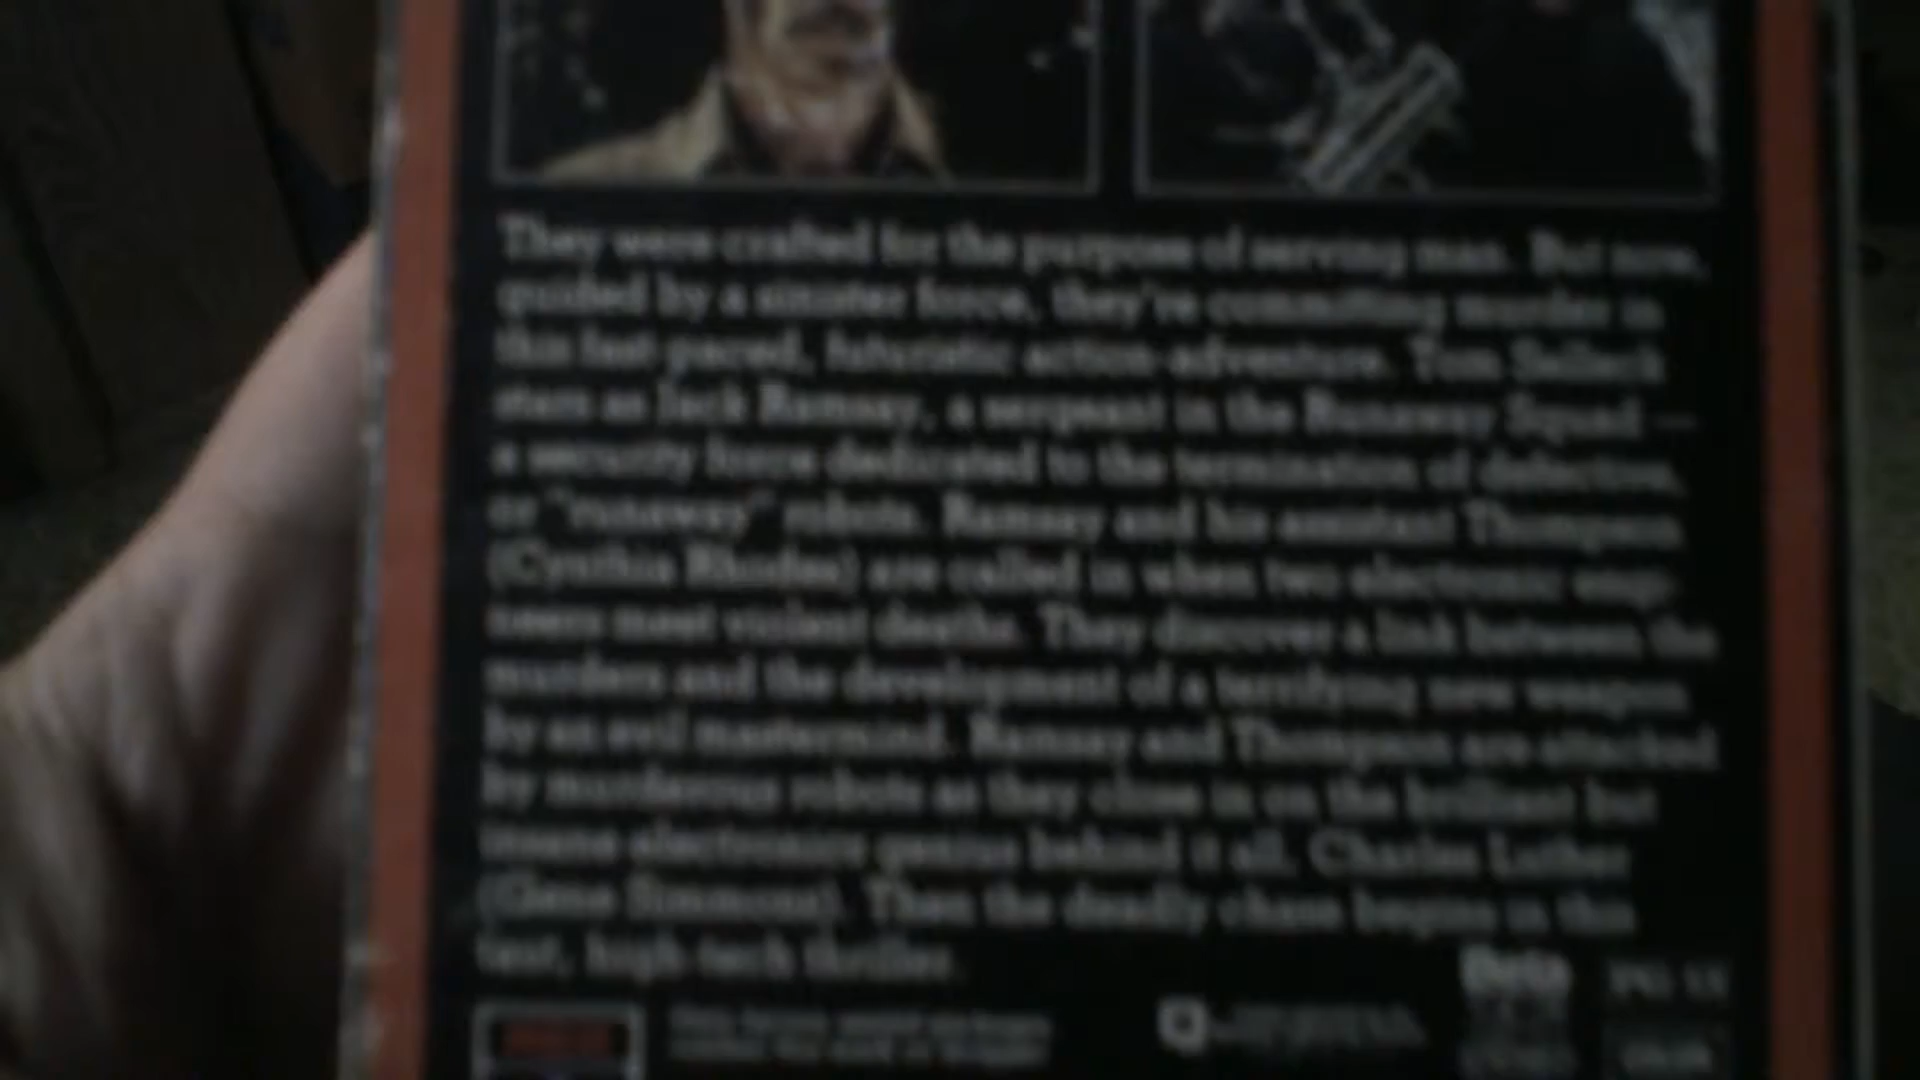 They were crafted for the purpose of serving man. But now,
guided by a sinister force, they're committing murder in
this fast-paced, futuristic action-adventure. Tom Selleck
stars as Jack Ramsay, a sergeant in the Runaway Squad —
a security force dedicated to the termination of defective,
or "runaway" robots. Ramsay and his assistant Thompson
(Cynthia Rhodes) are called in when two electronic engi-
neers meet violent deaths. They discover a link between the
murders and the development of a terrifying new weapon
by an evil mastermind. Ramsay and Thompson are attacked
by murderous robots as they close in on the brilliant but
insane electronics genius behind it all, Charles Luther
(Gene Simmons). Then the deadly chase begins in this
taut, high-tech thriller.
Beta
PG-13